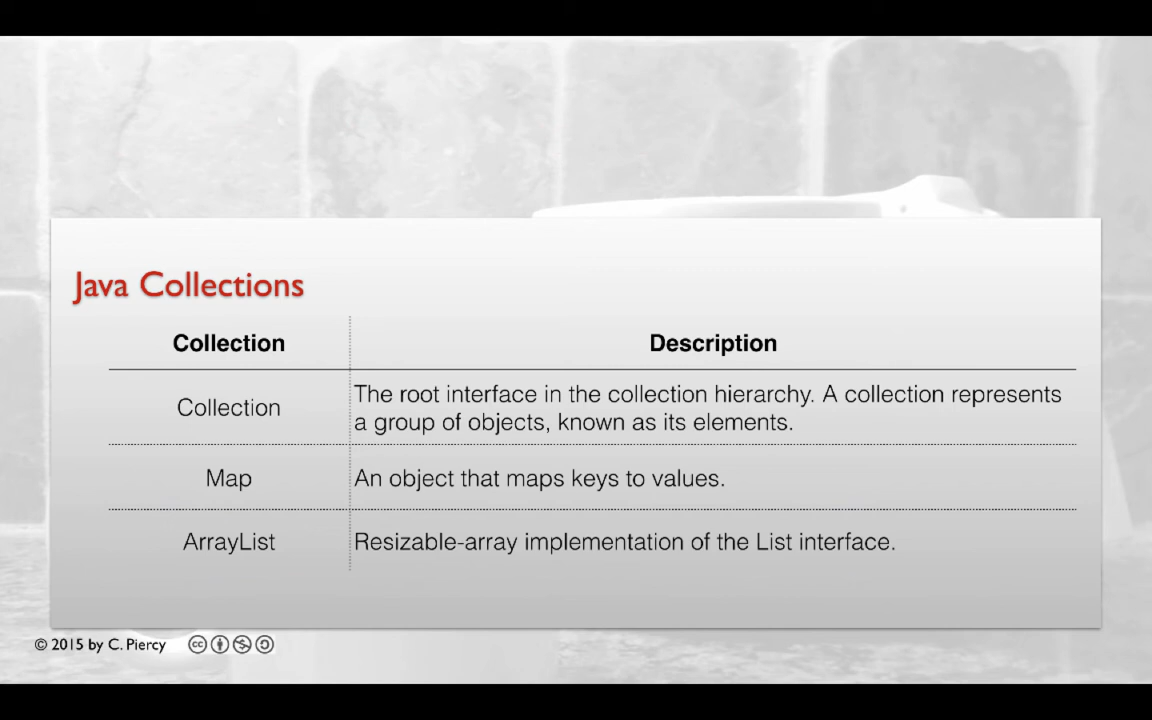 Java Collections
Collection Description
Collection
The root interface in the collection hierarchy. A collection represents
a group of objects, known as its elements.
Map An object that maps keys to values.
ArrayList Resizable-array implementation of the List interface.
© 2015 by C. Piercy cc